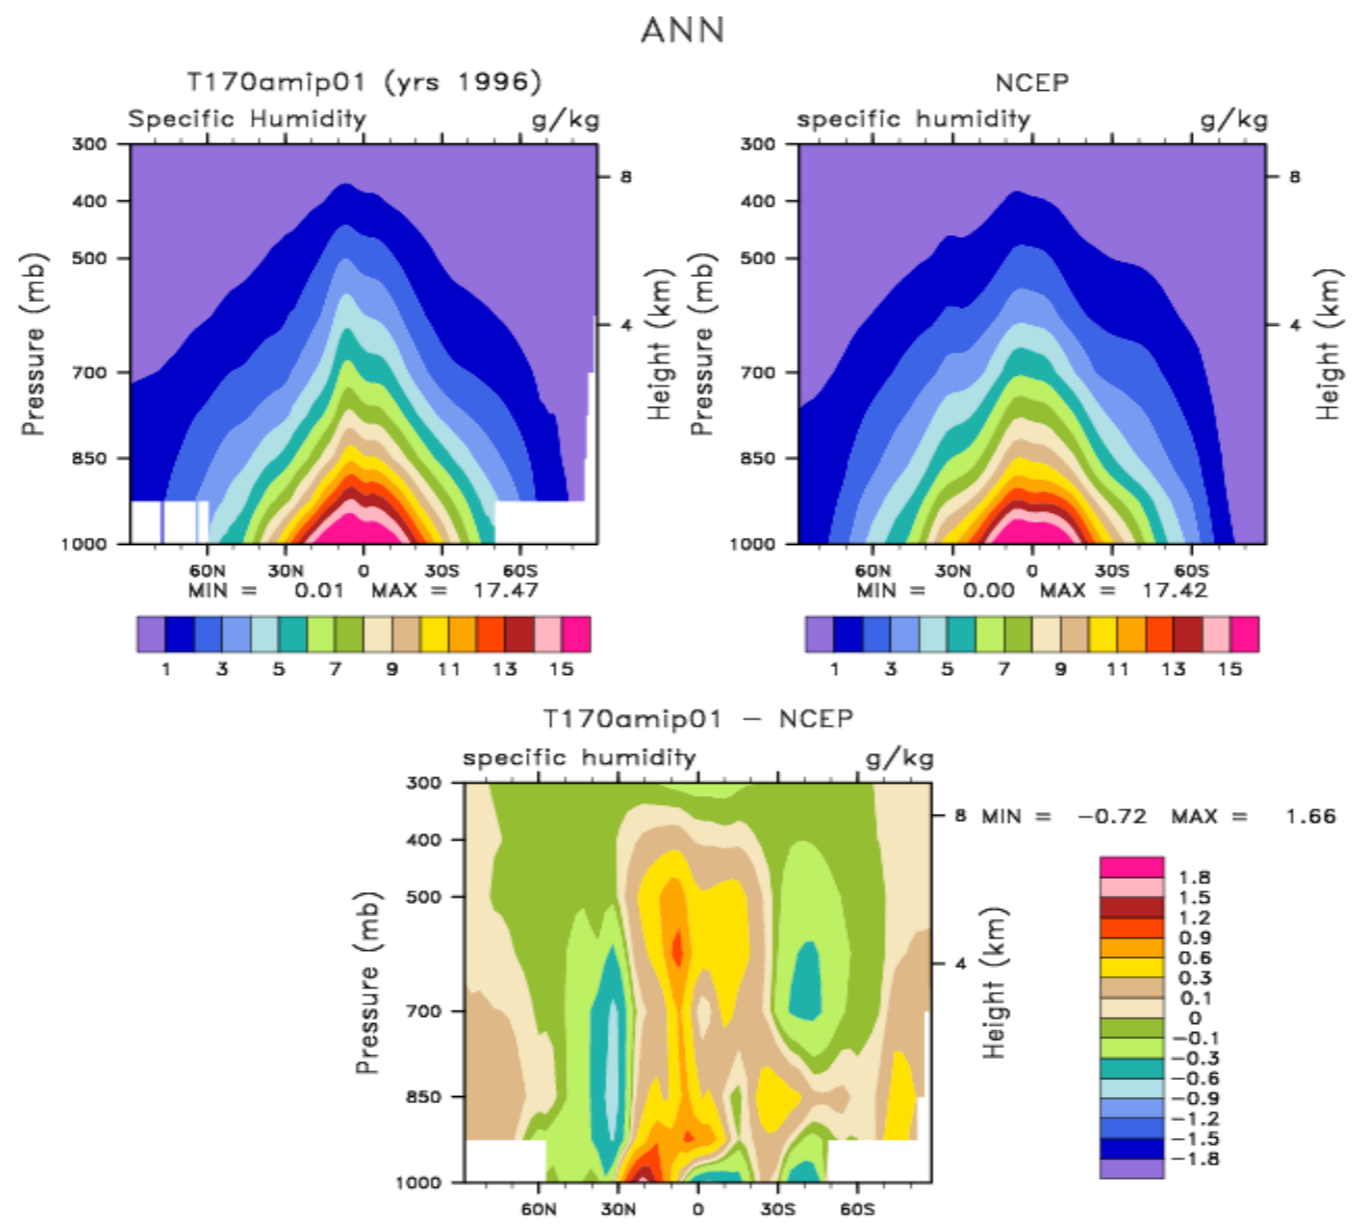 ANN
T170amip01 (yrs 1996)
Specific Humidity g/kg
300
400
500
700
850
1000
Pressure (mb)
8
4
Height (km)
60N 30N 0 30S 60S
MIN = 0.01 MAX = 17.47
1 3 5 7 9 11 13 15
NCEP
specific humidity g/kg
300
400
500
700
850
1000
Pressure (mb)
8
4
Height (km)
60N 30N 0 30S 60S
MIN = 0.00 MAX = 17.42
1 3 5 7 9 11 13 15
T170amip01 − NCEP
specific humidity g/kg
300
400
500
700
850
1000
Pressure (mb)
8
4
Height (km)
60N 30N 0 30S 60S
MIN = −0.72 MAX = 1.66
1.8
1.5
1.2
0.9
0.6
0.3
0.1
0
−0.1
−0.3
−0.6
−0.9
−1.2
−1.5
−1.8